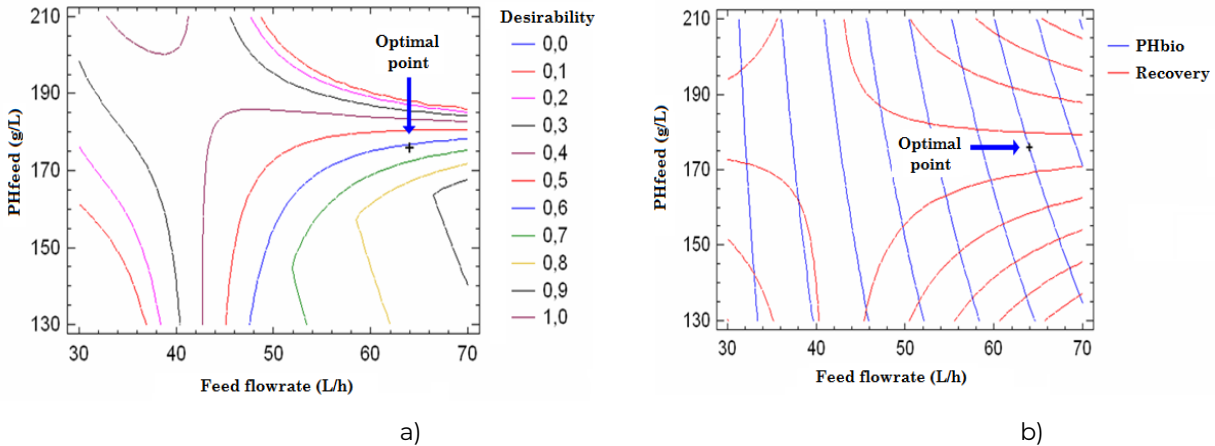 210
190
170
150
130
PHfeed (g/L)
30 40 50 60 70
Feed flowrate (L/h)
Optimal
point
Desirability
0,0
0,1
0,2
0,3
0,4
0,5
0,6
0,7
0,8
0,9
1,0
a)
210
190
170
150
130
PHfeed (g/L)
30 40 50 60 70
Feed flowrate (L/h)
Optimal
point
PHbio
Recovery
b)